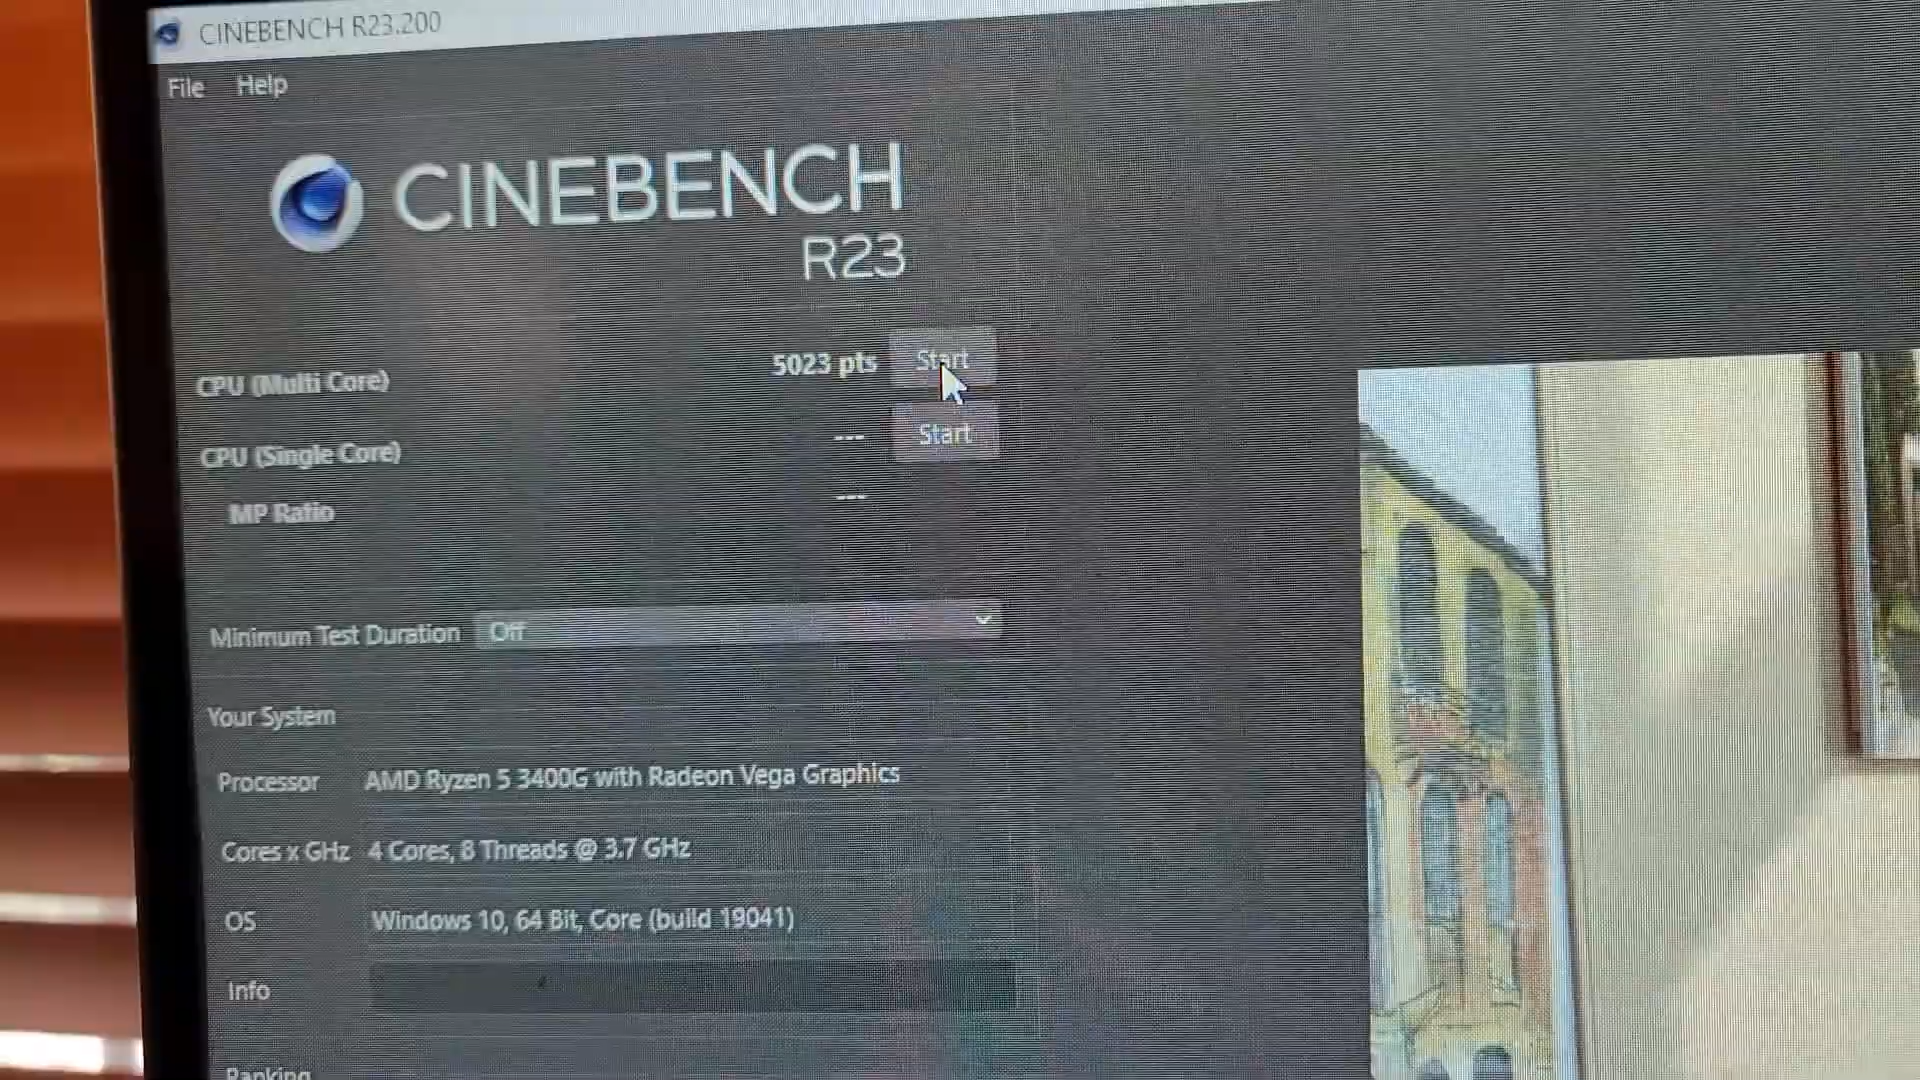 CINEBENCH R23.200
File Help
CINEBENCH
R23
CPU (Multi Core) 5023 pts Start
CPU (Single Core) --- Start
MP Ratio ---
Minimum Test Duration Off
Your System
Processor AMD Ryzen 5 3400G with Radeon Vega Graphics
Cores x GHz 4 Cores, 8 Threads @ 3.7 GHz
OS Windows 10, 64 Bit, Core (build 19041)
Info
Ranking